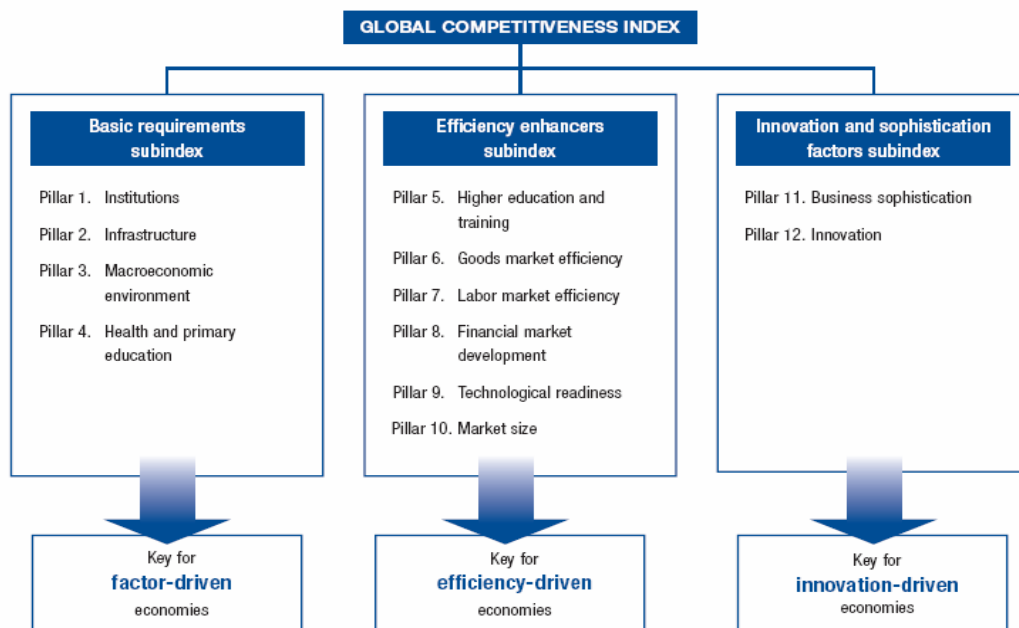 GLOBAL COMPETITIVENESS INDEX
Basic requirements
subindex
Pillar 1. Institutions
Pillar 2. Infrastructure
Pillar 3. Macroeconomic
environment
Pillar 4. Health and primary
education
Key for
factor-driven
economies
Efficiency enhancers
subindex
Pillar 5. Higher education and
training
Pillar 6. Goods market efficiency
Pillar 7. Labor market efficiency
Pillar 8. Financial market
development
Pillar 9. Technological readiness
Pillar 10. Market size
Key for
efficiency-driven
economies
Innovation and sophistication
factors subindex
Pillar 11. Business sophistication
Pillar 12. Innovation
Key for
innovation-driven
economies